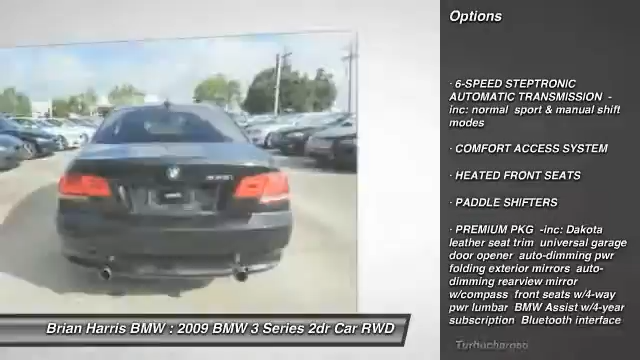 Options
· 6-SPEED STEPTRONIC
AUTOMATIC TRANSMISSION -
inc: normal sport & manual shift
modes
· COMFORT ACCESS SYSTEM
· HEATED FRONT SEATS
· PADDLE SHIFTERS
· PREMIUM PKG -inc: Dakota
leather seat trim universal garage
door opener auto-dimming pwr
folding exterior mirrors auto-
dimming rearview mirror
w/compass front seats w/4-way
pwr lumbar BMW Assist w/4-year
subscription Bluetooth interface
Turbocharged
Brian Harris BMW : 2009 BMW 3 Series 2dr Car RWD